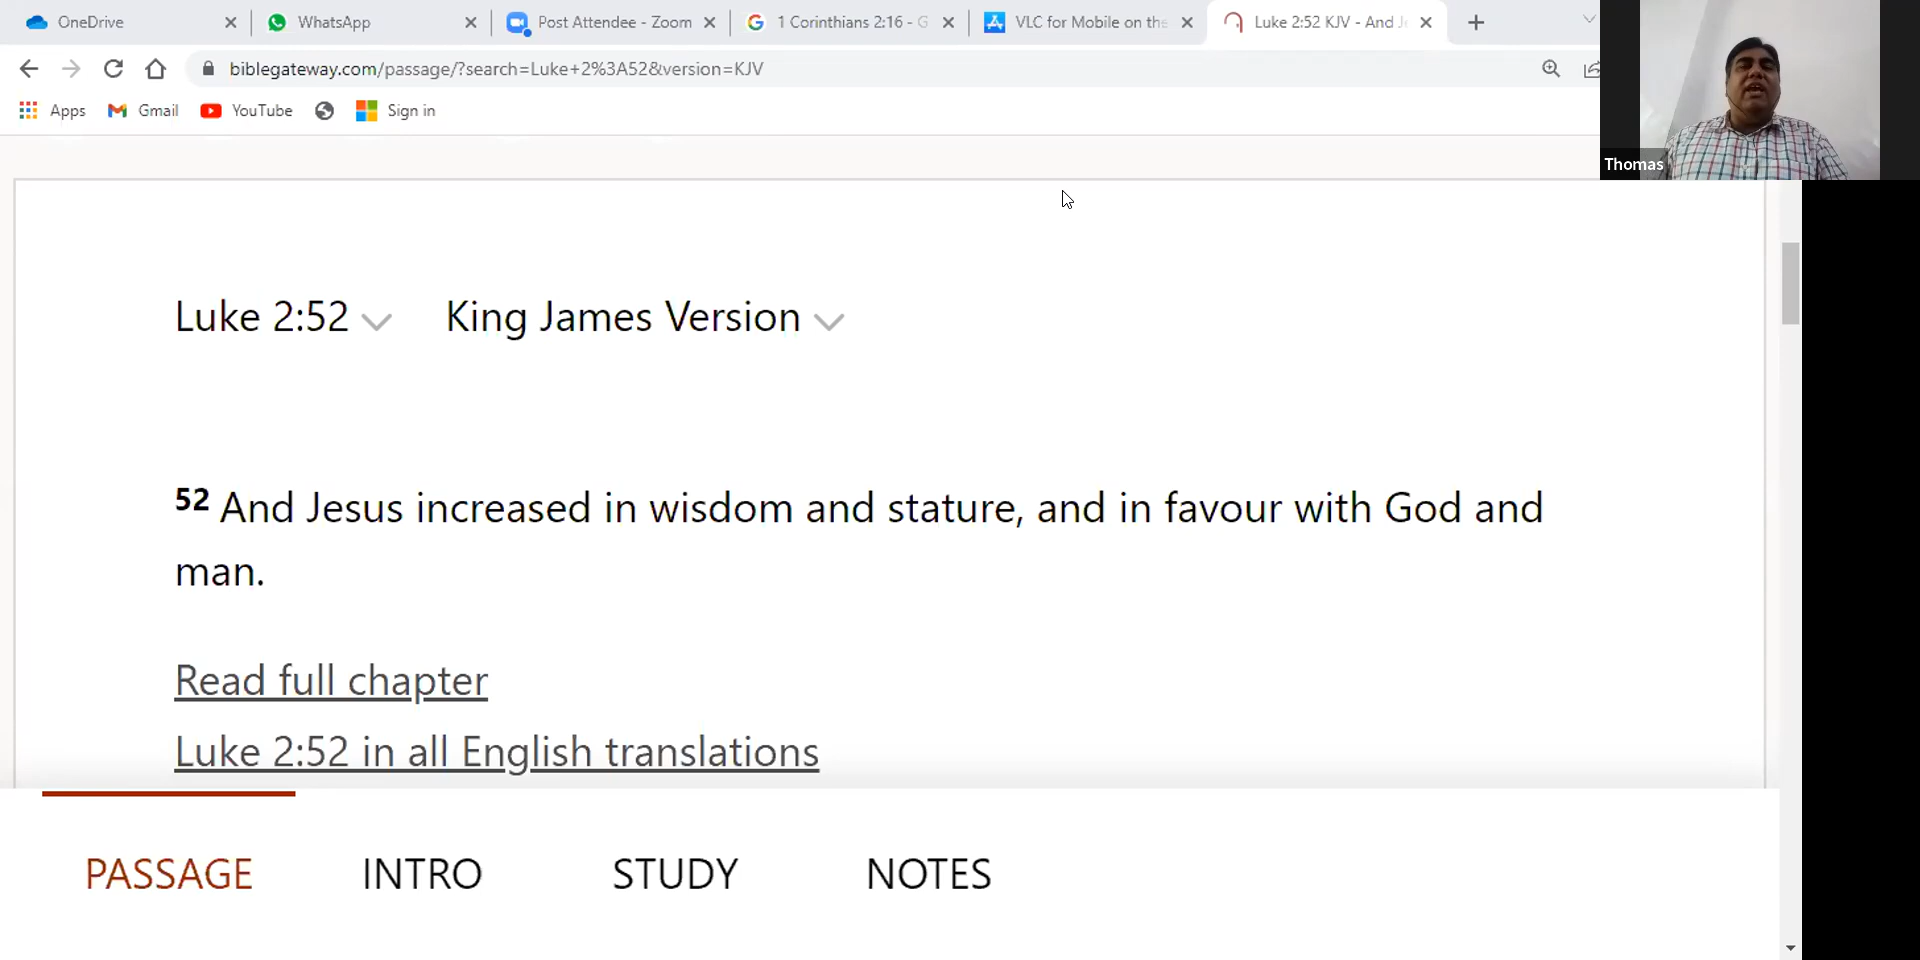 OneDrive WhatsApp Post Attendee - Zoom 1 Corinthians 2:16 - G VLC for Mobile on the Luke 2:52 KJV - And Je
biblegateway.com/passage/?search=Luke+2%3A52&version=KJV
Apps Gmail YouTube Sign in
Thomas
Luke 2:52 King James Version
52 And Jesus increased in wisdom and stature, and in favour with God and
man.
Read full chapter
Luke 2:52 in all English translations
PASSAGE INTRO STUDY NOTES